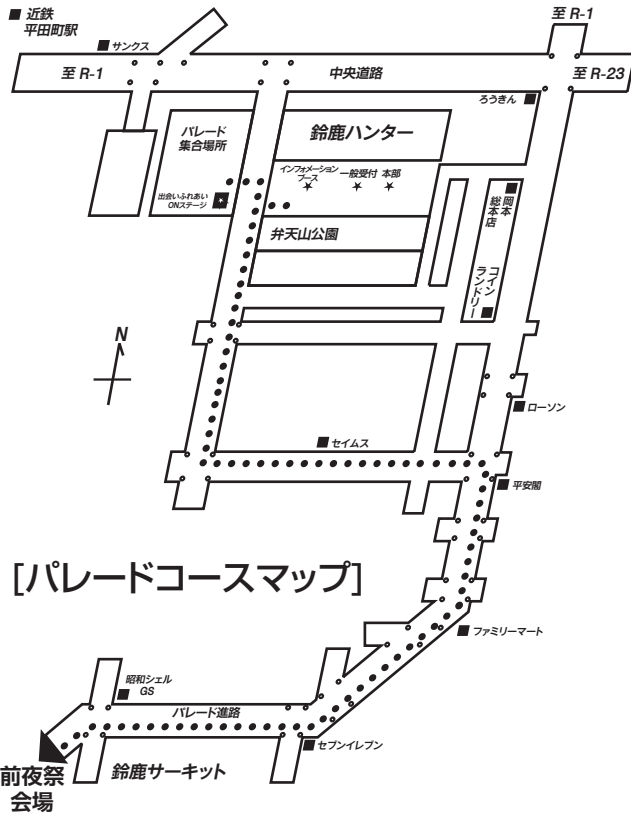 近鉄
平田町駅
至 R-1
サンクス
至 R-1
中央道路
至 R-23
ろうきん
パレード
集合場所
鈴鹿ハンター
インフォメーション
ブース
一般受付
本部
出会いふれあい
ONステージ
岡本
総本店
弁天山公園
コイン
ランドリー
N
ローソン
セイムス
平安閣
[パレードコースマップ]
ファミリーマート
昭和シェル
GS
パレード進路
セブンイレブン
前夜祭
会場
鈴鹿サーキット